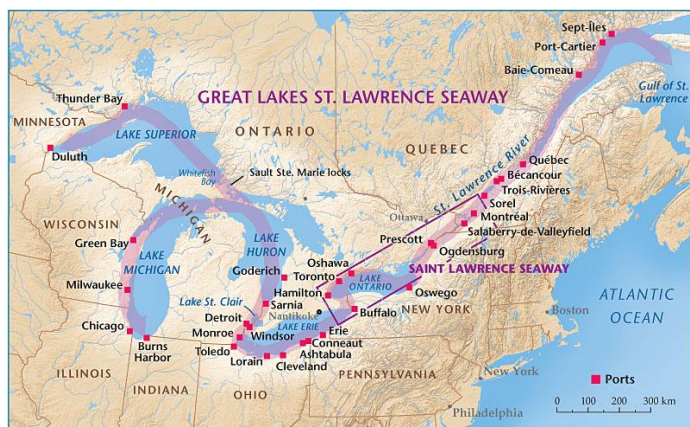 Sept-Îles
Port-Cartier
Baie-Comeau
Gulf of St.
Lawrence
GREAT LAKES ST. LAWRENCE SEAWAY
Thunder Bay
MINNESOTA
LAKE SUPERIOR
ONTARIO
QUEBEC
St. Lawrence River
Duluth
Whitefish
Bay
Sault Ste. Marie locks
Québec
Bécancour
Trois-Rivières
Sorel
Montréal
Salaberry-de-Valleyfield
MICHIGAN
Ottawa
WISCONSIN
Green Bay
LAKE
MICHIGAN
LAKE
HURON
Prescott
Ogdensburg
SAINT LAWRENCE SEAWAY
Goderich
Oshawa
Toronto
LAKE
ONTARIO
Hamilton
Oswego
Milwaukee
Lake St. Clair
Sarnia
Nantikoke
Buffalo
NEW YORK
Boston
ATLANTIC
OCEAN
Chicago
Burns
Harbor
Detroit
Monroe
Windsor
LAKE ERIE
Erie
Conneaut
Ashtabula
Toledo
Lorain
Cleveland
ILLINOIS
INDIANA
OHIO
PENNSYLVANIA
New York
Philadelphia
Ports
0 100 200 300 km